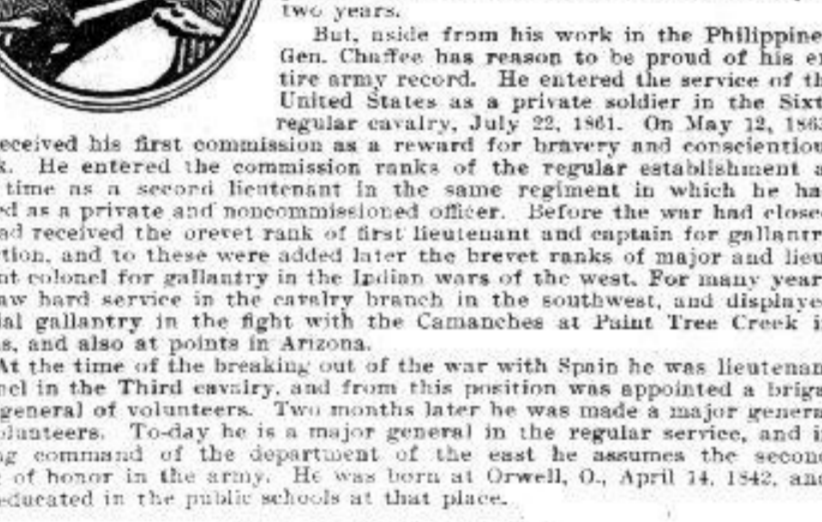 two years.
But, aside from his work in the Philippine
Gen. Chaffee has reason to be proud of his en
tire army record. He entered the service of th
United States as a private soldier in the Sixt
regular cavalry, July 22, 1861. On May 12, 1863
eceived his first commission as a reward for bravery and conscientiou
k. He entered the commission ranks of the regular establishment a
time as a second lieutenant in the same regiment in which he ha
ed as a private and noncommissioned officer. Before the war had close
ad received the orevet rank of first lieutenant and captain for gallantr
ction, and to these were added later the brevet ranks of major and lieu
nt colonel for gallantry in the Indian wars of the west. For many year
aw hard service in the cavalry branch in the southwest, and displaye
ial gallantry in the fight with the Camanches at Paint Tree Creek i
s, and also at points in Arizona.
At the time of the breaking out of the war with Spain he was lieutenan
nel in the Third cavalry, and from this position was appointed a briga
general of volunteers. Two months later he was made a major genera
olunteers. To-day he is a major general in the regular service, and i
ng command of the department of the east he assumes the second
of honor in the army. He was born at Orwell, O., April 14, 1842, and
educated in the public schools at that place.